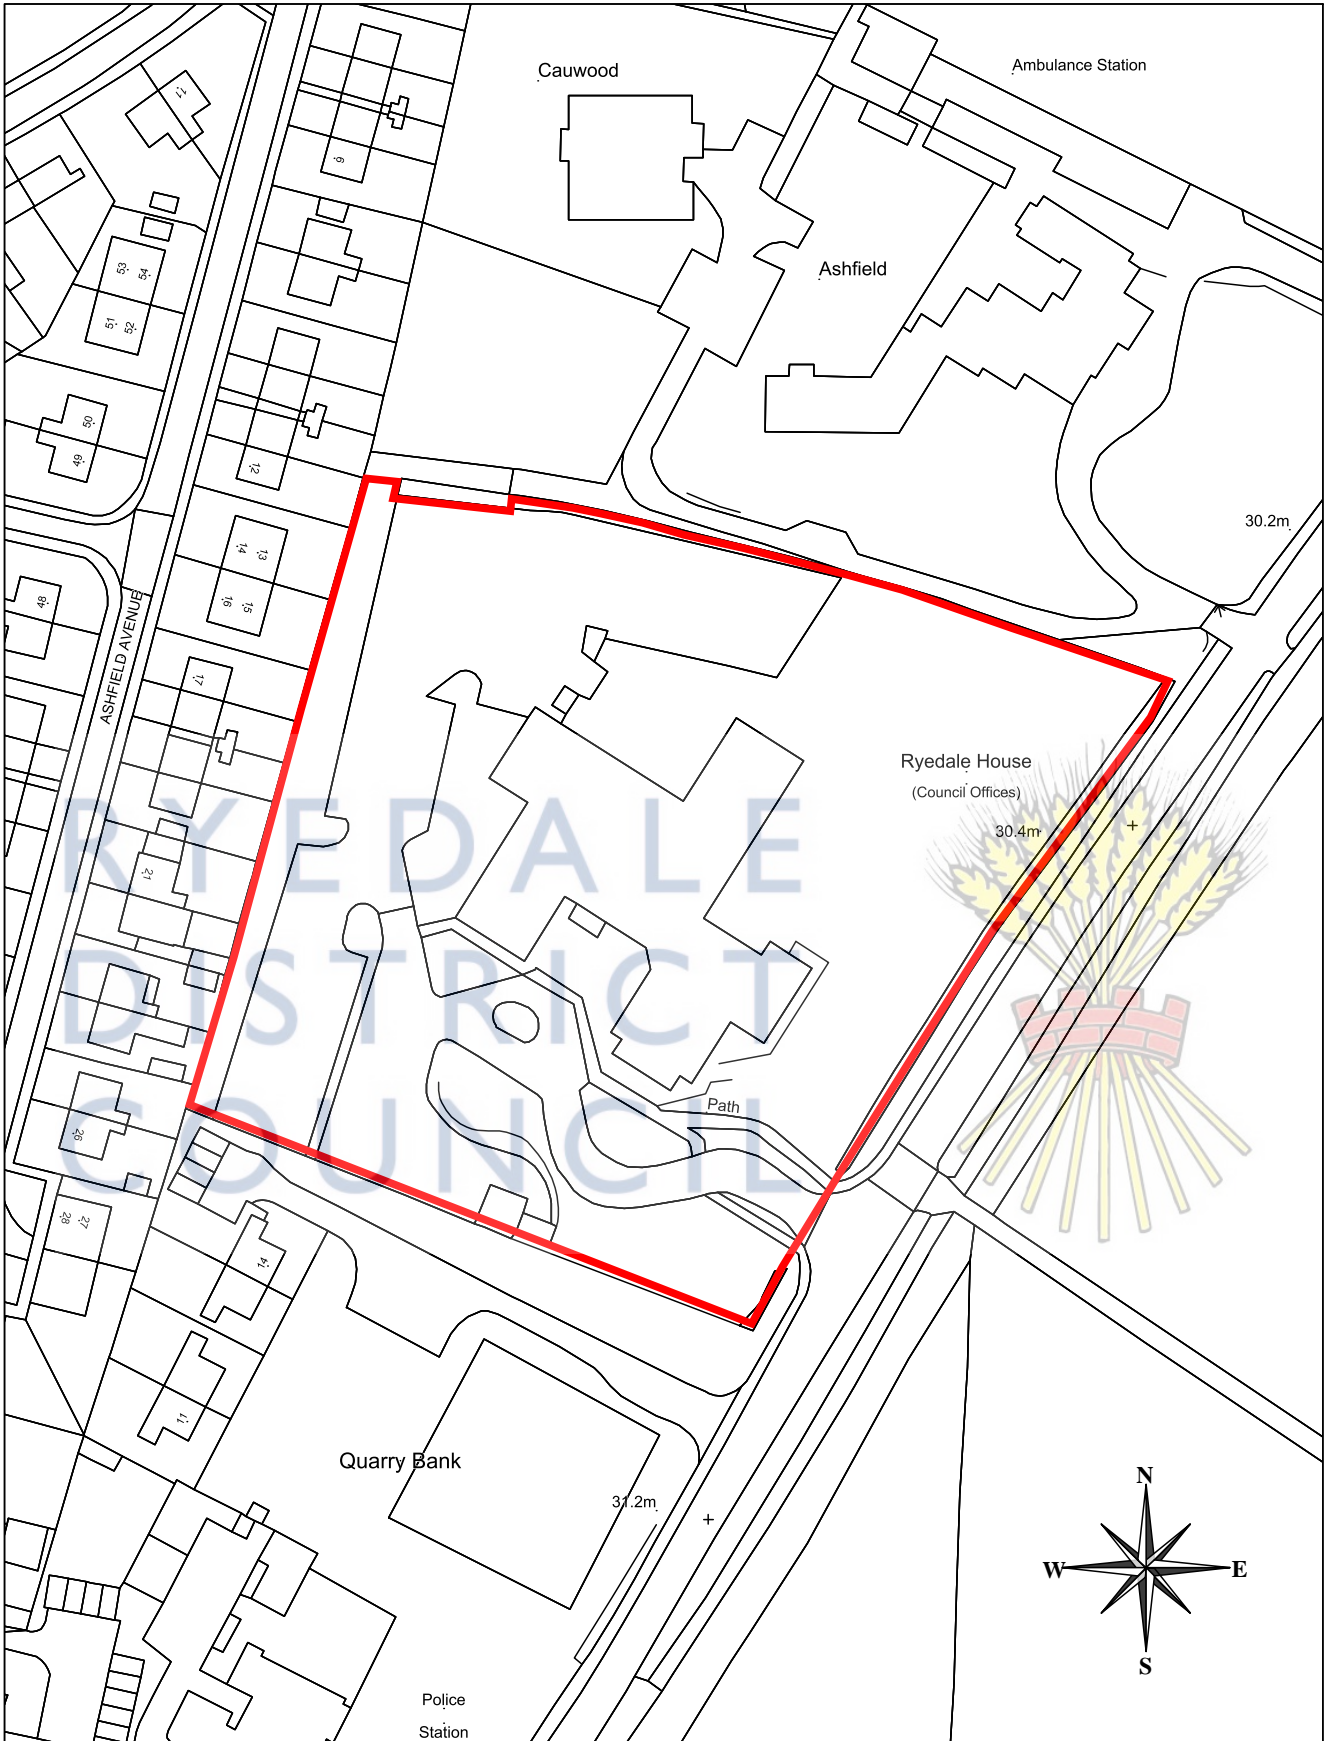 Cauwood
Ambulance Station
11
9
Ashfield
53
54
51
52
50
49
12
30.2m
14
13
16
15
48
ASHFIELD AVENUE
17
Ryedale House
(Council Offices)
30.4m
RYEDALE
DISTRICT
COUNCIL
21
Path
26
28
27
14
11
Quarry Bank
31.2m
N
W
E
S
Police
Station